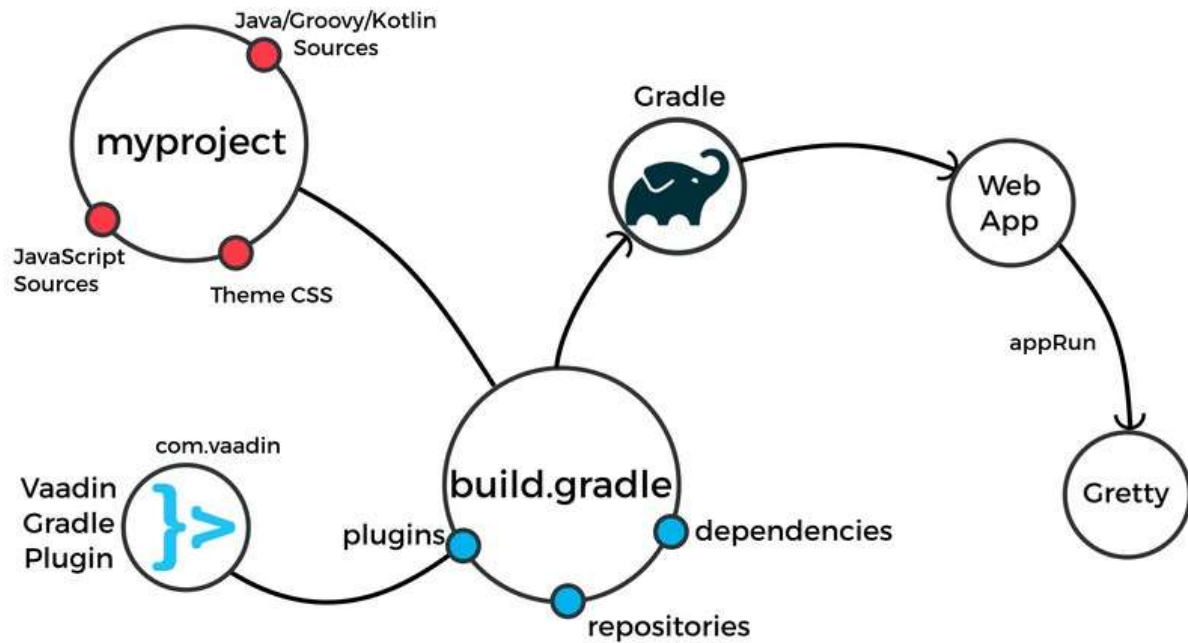 Java/Groovy/Kotlin
Sources
myproject
JavaScript
Sources
Theme CSS
Gradle
Web
App
appRun
Gretty
com.vaadin
Vaadin
Gradle
Plugin
}>
build.gradle
plugins
dependencies
repositories